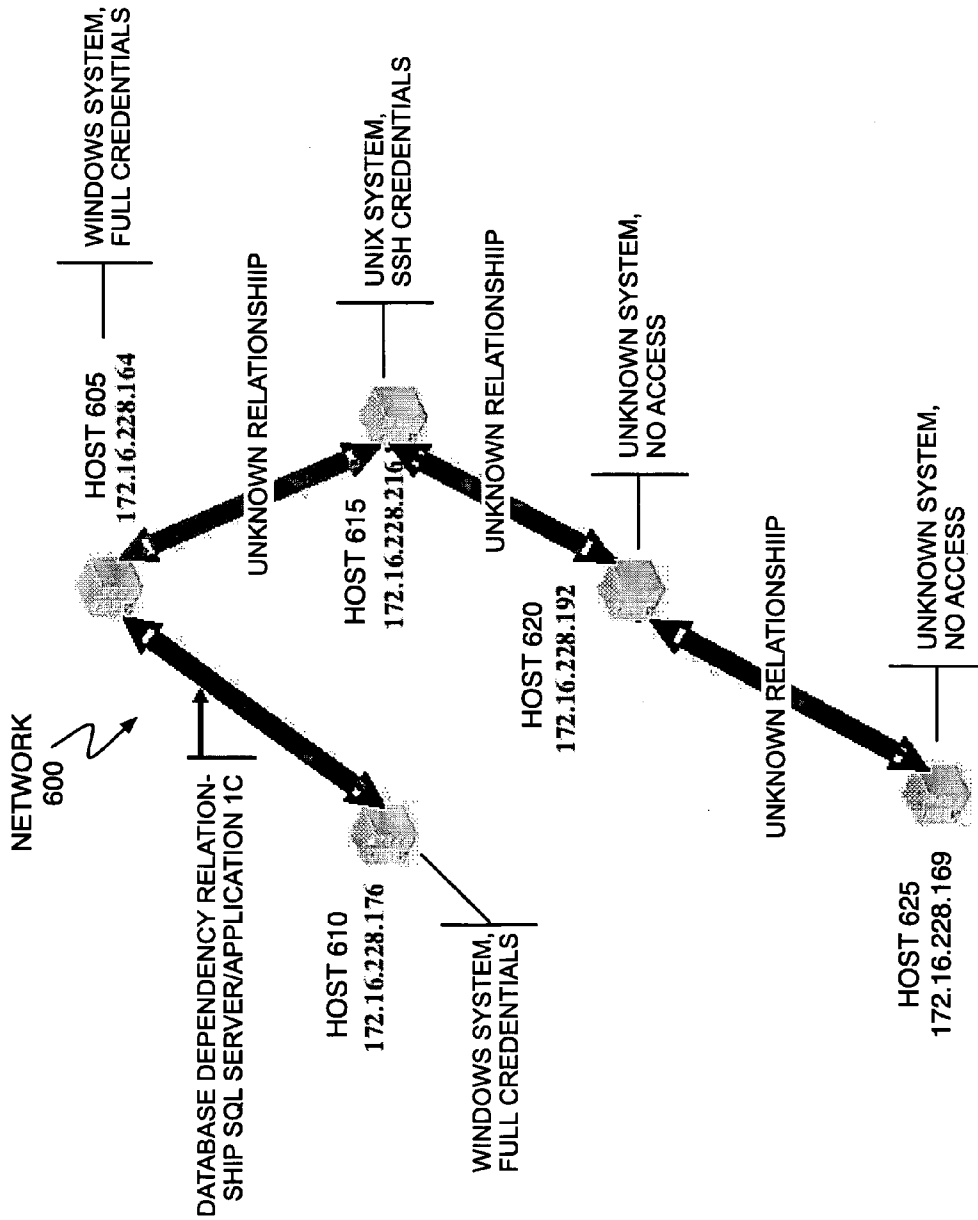 NETWORK
600
DATABASE DEPENDENCY RELATION-
SHIP SQL SERVER/APPLICATION 1C
HOST 605
172.16.228.164
WINDOWS SYSTEM,
FULL CREDENTIALS
UNKNOWN RELATIONSHIIP
HOST 610
172.16.228.176
WINDOWS SYSTEM,
FULL CREDENTIALS
HOST 615
172.16.228.216
UNIX SYSTEM,
SSH CREDENTIALS
UNKNOWN RELATIONSHIIP
HOST 620
172.16.228.192
UNKNOWN SYSTEM,
NO ACCESS
UNKNOWN RELATIONSHIIP
HOST 625
172.16.228.169
UNKNOWN SYSTEM,
NO ACCESS